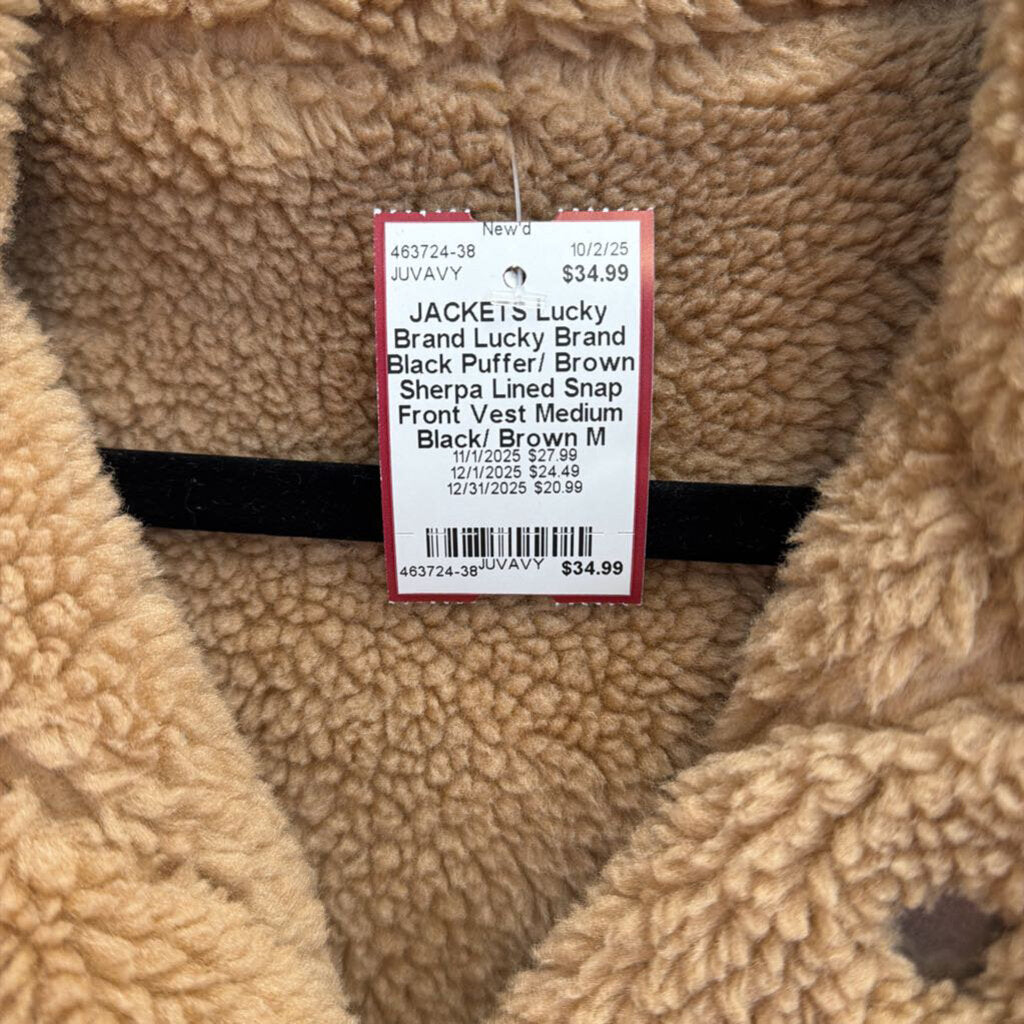 New'd
463724-38 10/2/25
JUVAVY $34.99
JACKETS Lucky
Brand Lucky Brand
Black Puffer/ Brown
Sherpa Lined Snap
Front Vest Medium
Black/ Brown M
11/1/2025 $27.99
12/1/2025 $24.49
12/31/2025 $20.99
463724-38 JUVAVY $34.99